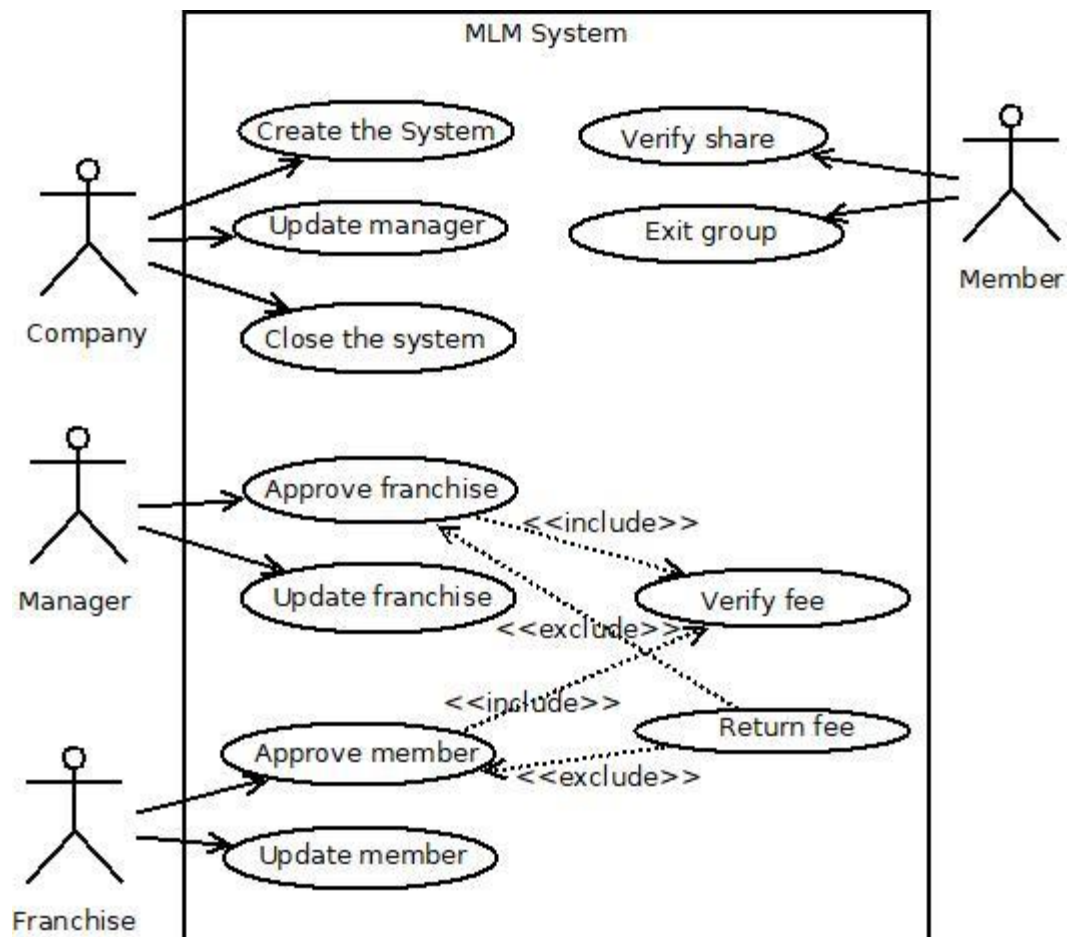 MLM System
Create the System
Verify share
Update manager
Exit group
Member
Company
Close the system
Approve franchise
<<include>>
Manager
Update franchise
Verify fee
<<exclude>>
<<include>>
Return fee
Approve member
<<exclude>>
Update member
Franchise